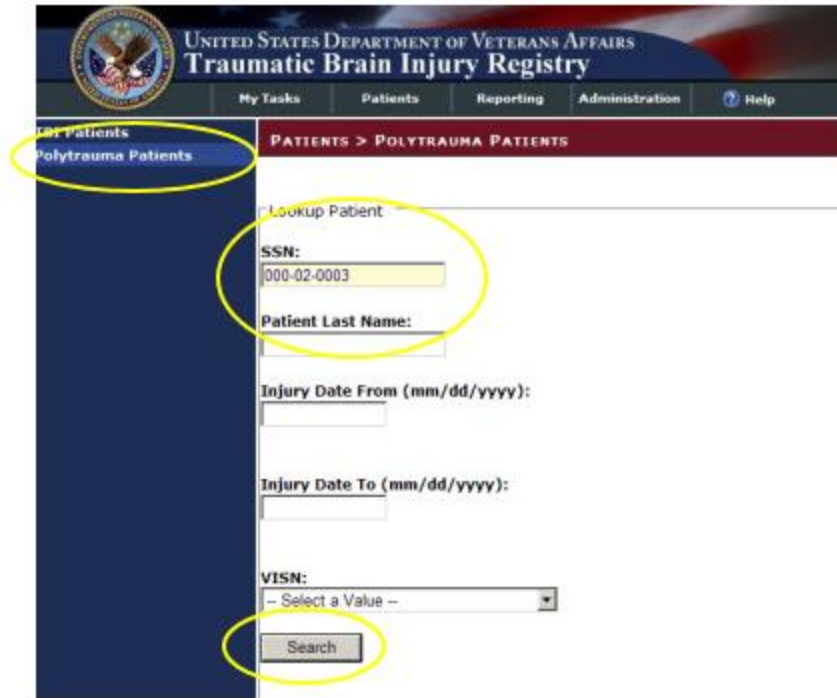 UNITED STATES DEPARTMENT OF VETERANS AFFAIRS
Traumatic Brain Injury Registry
My Tasks Patients Reporting Administration Help
TBI Patients
Polytrauma Patients
PATIENTS > POLYTRAUMA PATIENTS
Lookup Patient
SSN:
000-02-0003
Patient Last Name:
Injury Date From (mm/dd/yyyy):
Injury Date To (mm/dd/yyyy):
VISN:
-- Select a Value --
Search